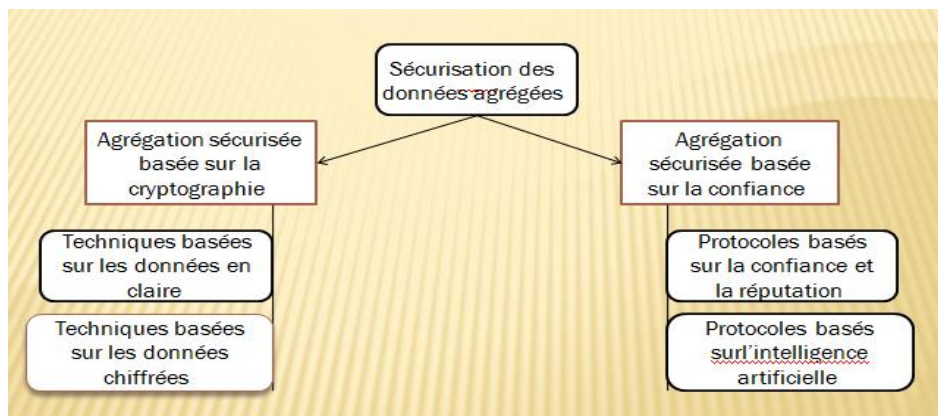 Sécurisation des
données agrégées
Agrégation sécurisée
basée sur la
cryptographie
Agrégation
sécurisée basée
sur la confiance
Techniques basées
sur les données en
claire
Protocoles basés
sur la confiance et
la réputation
Techniques basées
sur les données
chiffrées
Protocoles basés
surl'intelligence
artificielle